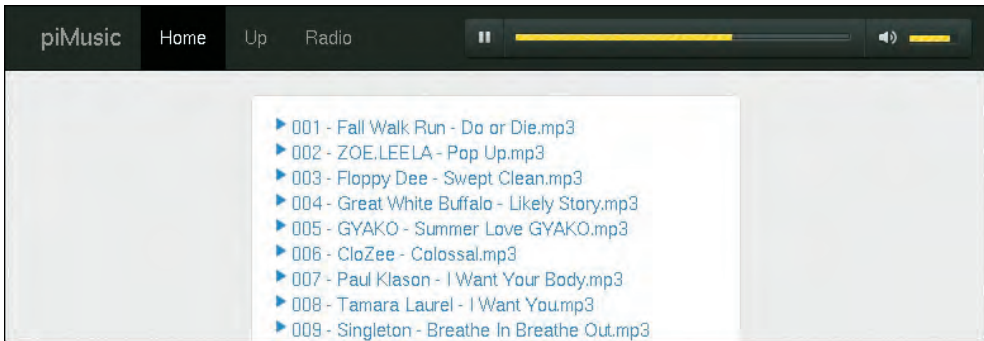 piMusic Home Up Radio
001 - Fall Walk Run - Do or Die.mp3
002 - ZOE.LEELA - Pop Up.mp3
003 - Floppy Dee - Swept Clean.mp3
004 - Great White Buffalo - Likely Story.mp3
005 - GYAKO - Summer Love GYAKO.mp3
006 - CloZee - Colossal.mp3
007 - Paul Klason - I Want Your Body.mp3
008 - Tamara Laurel - I Want You.mp3
009 - Singleton - Breathe In Breathe Out.mp3